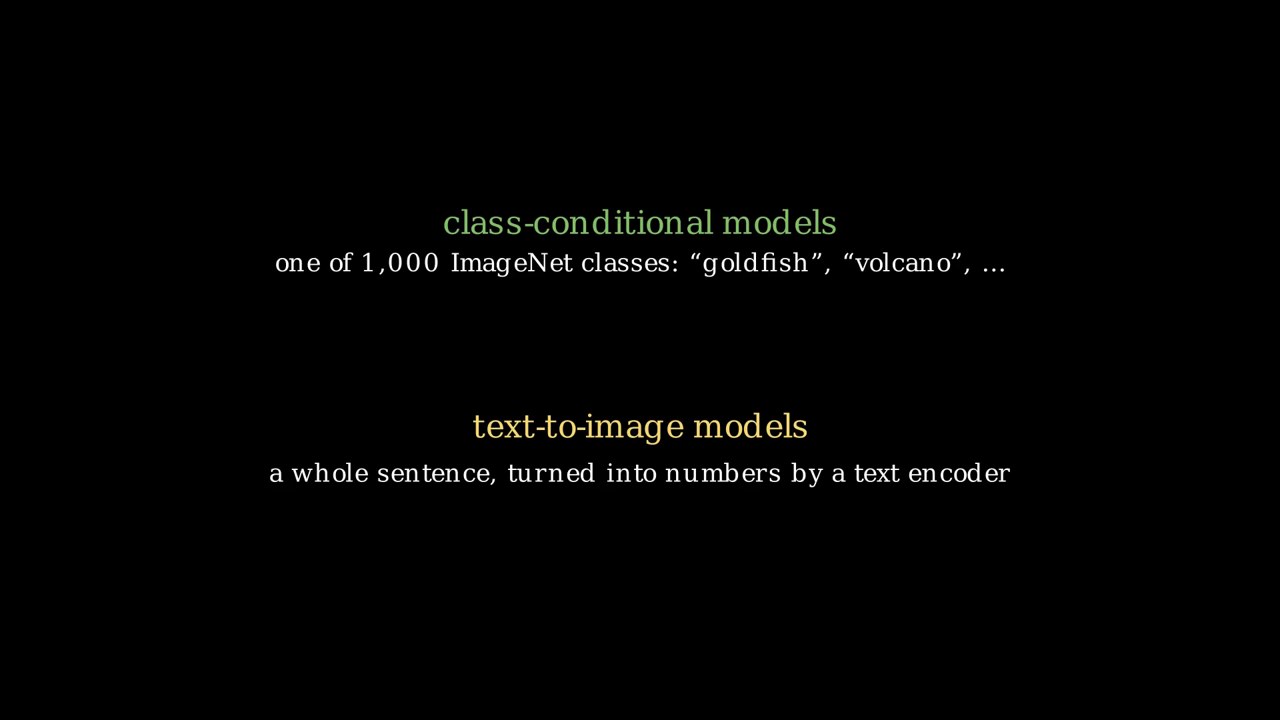 class-conditional models
one of 1,000 ImageNet classes: “goldfish”, “volcano”, …
text-to-image models
a whole sentence, turned into numbers by a text encoder